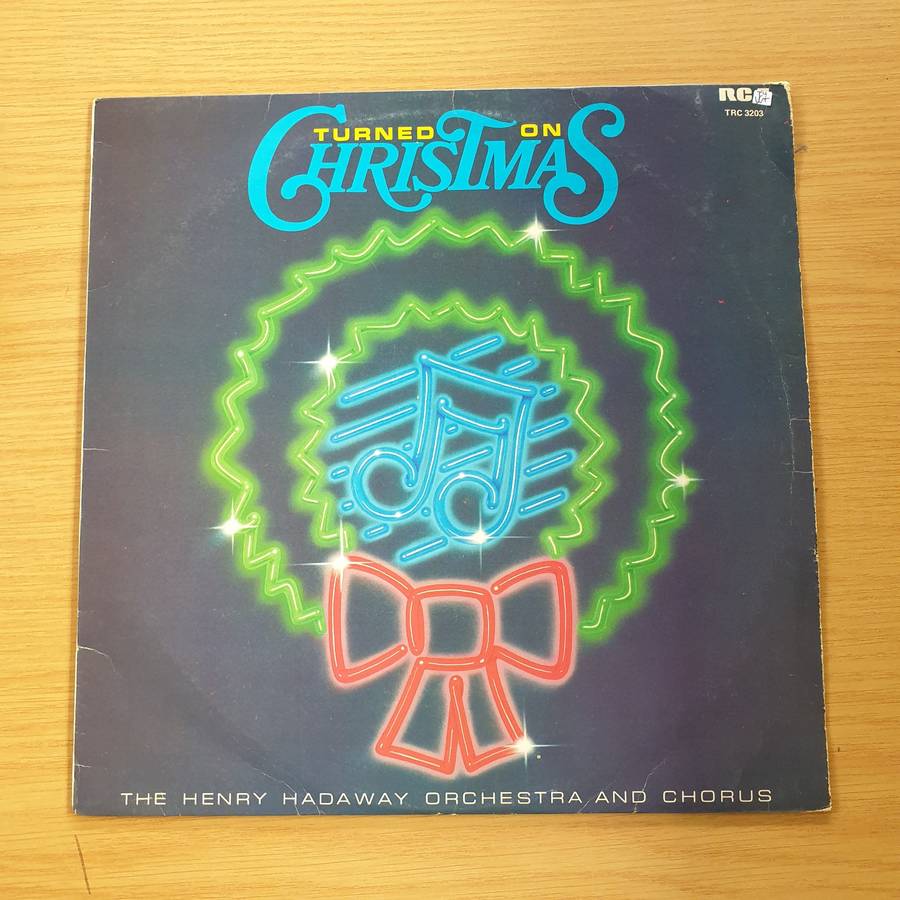 RCA
TRC 3203
TURNED ON
CHRISTMAS
THE HENRY HADAWAY ORCHESTRA AND CHORUS